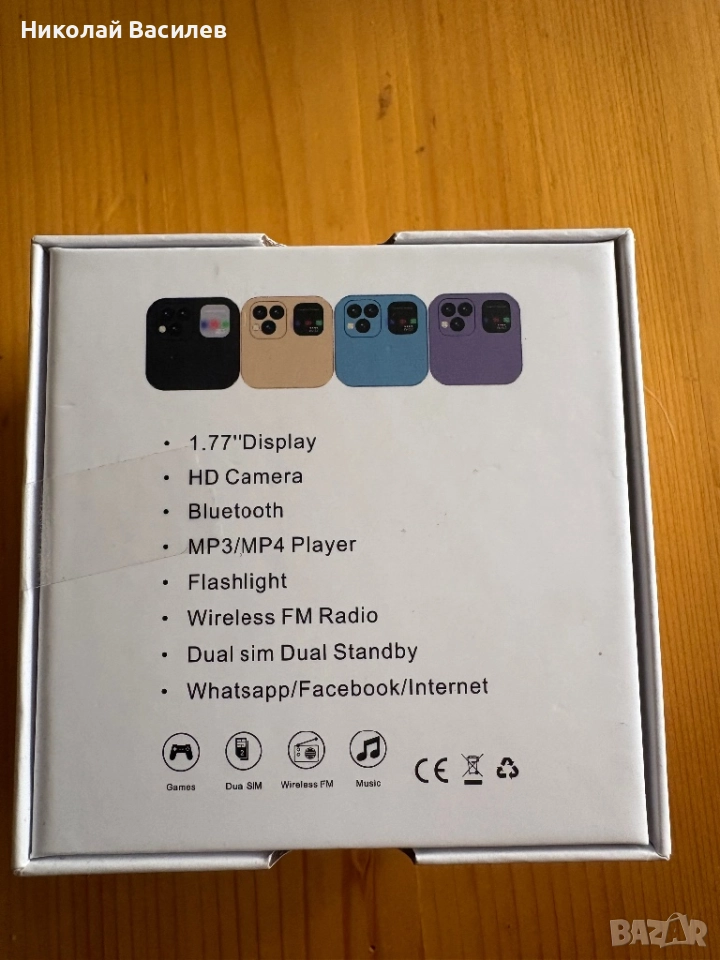 Николай Василев
• 1.77''Display
• HD Camera
• Bluetooth
• MP3/MP4 Player
• Flashlight
• Wireless FM Radio
• Dual sim Dual Standby
• Whatsapp/Facebook/Internet
2
Games
Dua SIM
Wireless FM
Music
CE
BAZAR